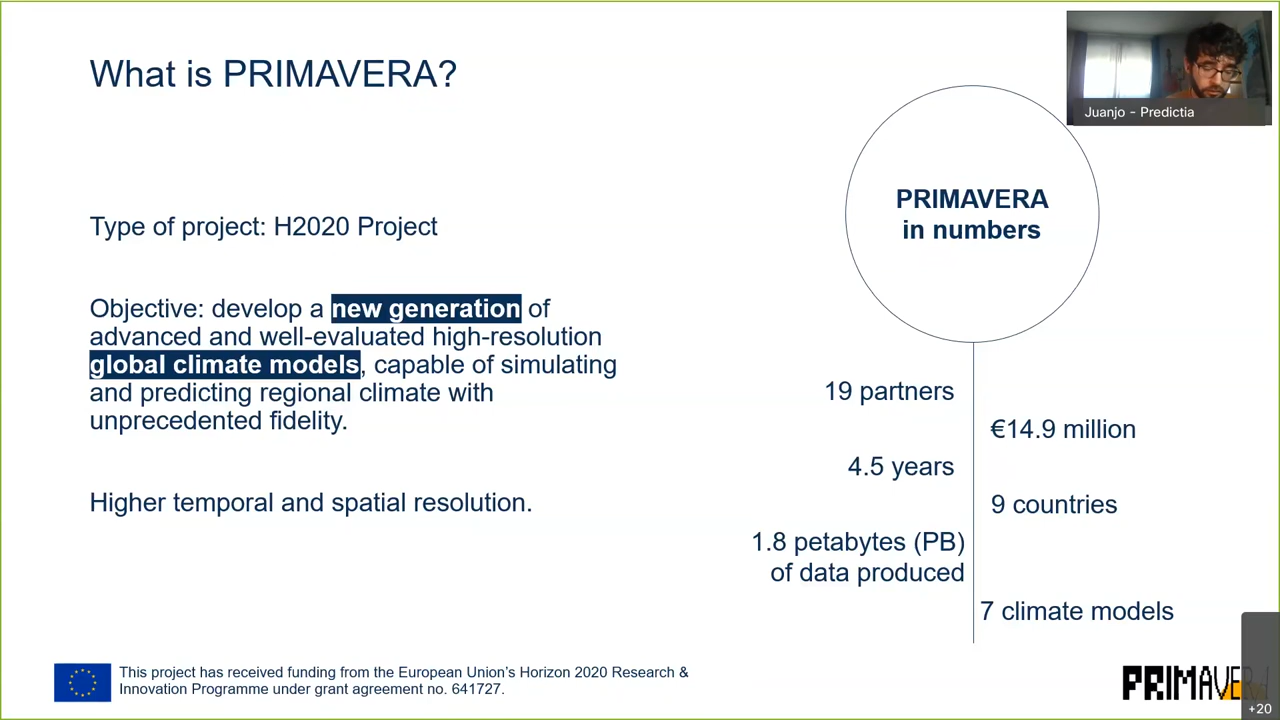 What is PRIMAVERA?
Juanjo - Predictia
PRIMAVERA
in numbers
Type of project: H2020 Project
Objective: develop a new generation of
advanced and well-evaluated high-resolution
global climate models, capable of simulating
and predicting regional climate with
unprecedented fidelity.
Higher temporal and spatial resolution.
19 partners
€14.9 million
4.5 years
9 countries
1.8 petabytes (PB)
of data produced
7 climate models
This project has received funding from the European Union's Horizon 2020 Research &
Innovation Programme under grant agreement no. 641727.
PRIMAVERA
+20